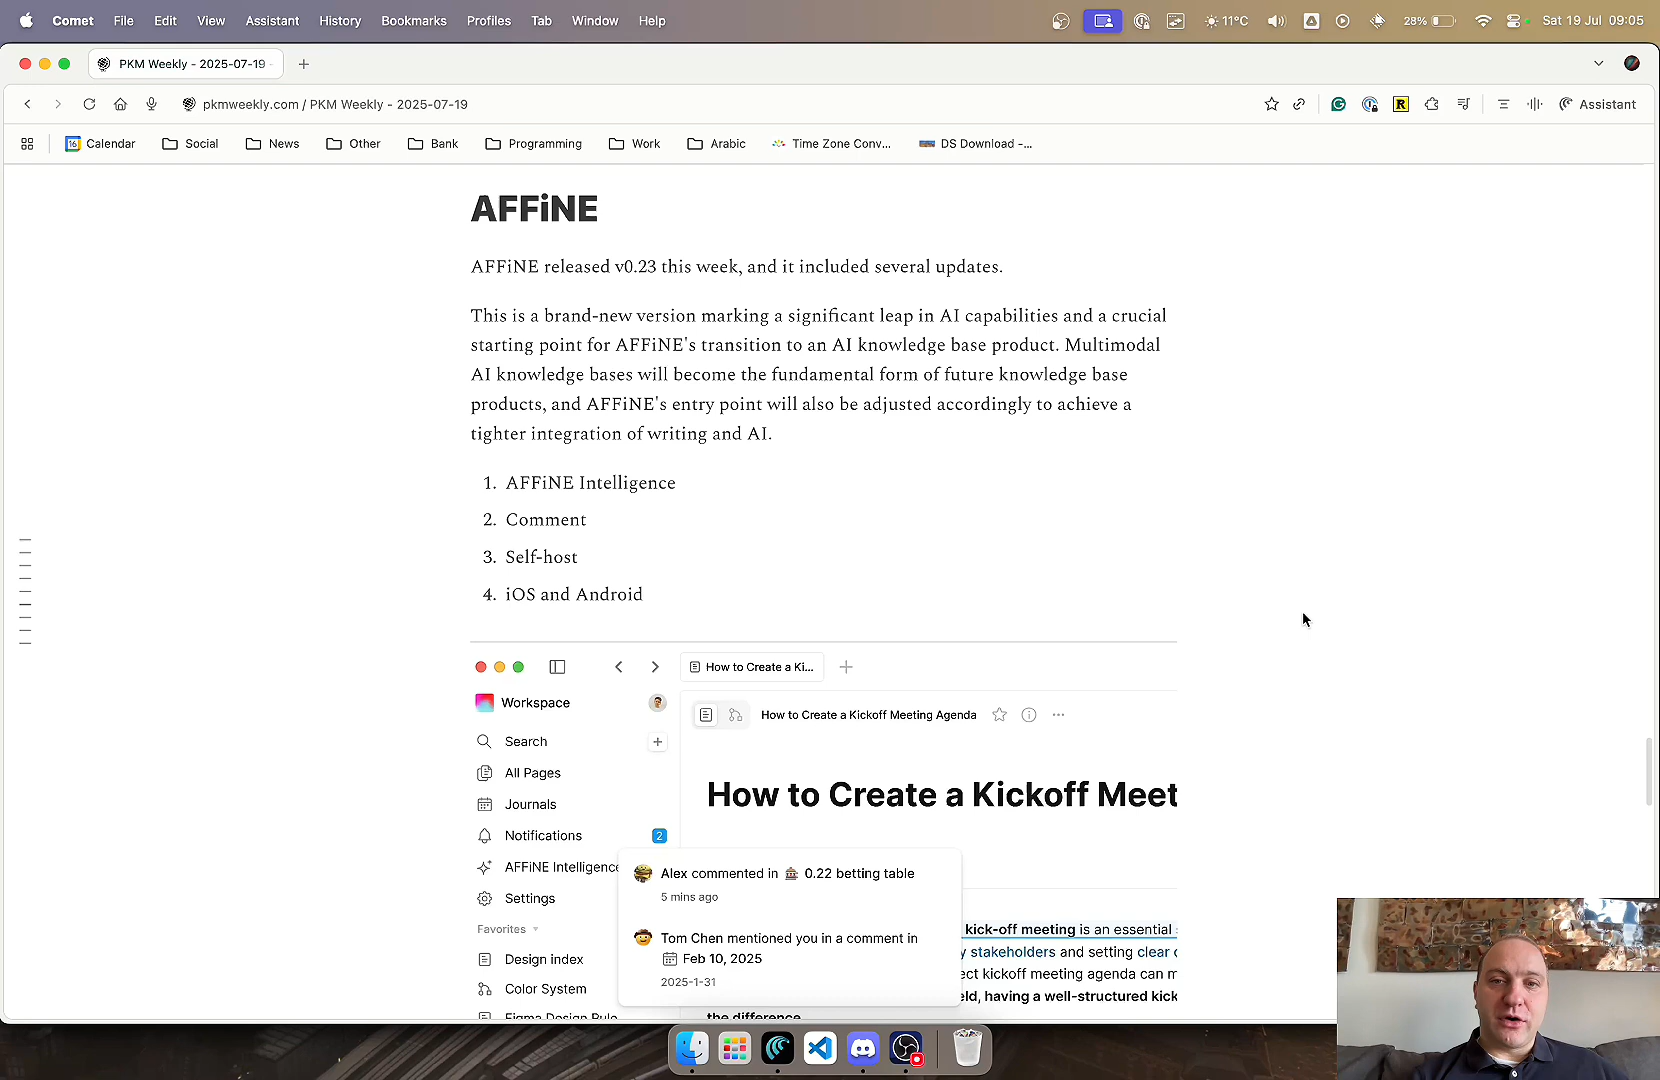 Comet File Edit View Assistant History Bookmarks Profiles Tab Window Help 11°C 28% Sat 19 Jul 09:05
PKM Weekly - 2025-07-19 -
pkmweekly.com / PKM Weekly - 2025-07-19 Assistant
Calendar Social News Other Bank Programming Work Arabic Time Zone Conv... DS Download -...
AFFiNE
AFFiNE released v0.23 this week, and it included several updates.
This is a brand-new version marking a significant leap in AI capabilities and a crucial
starting point for AFFiNE's transition to an AI knowledge base product. Multimodal
AI knowledge bases will become the fundamental form of future knowledge base
products, and AFFiNE's entry point will also be adjusted accordingly to achieve a
tighter integration of writing and AI.
1. AFFiNE Intelligence
2. Comment
3. Self-host
4. iOS and Android
How to Create a Ki...
Workspace
How to Create a Kickoff Meeting Agenda
Search
All Pages
Journals
How to Create a Kickoff Meet
Notifications 2
AFFiNE Intelligence
Settings
Favorites
Design index
Color System
Figma Design Rule
Alex commented in 0.22 betting table
5 mins ago
Tom Chen mentioned you in a comment in
Feb 10, 2025
2025-1-31
kick-off meeting is an essential
y stakeholders and setting clear
ect kickoff meeting agenda can m
eld, having a well-structured kick
the difference